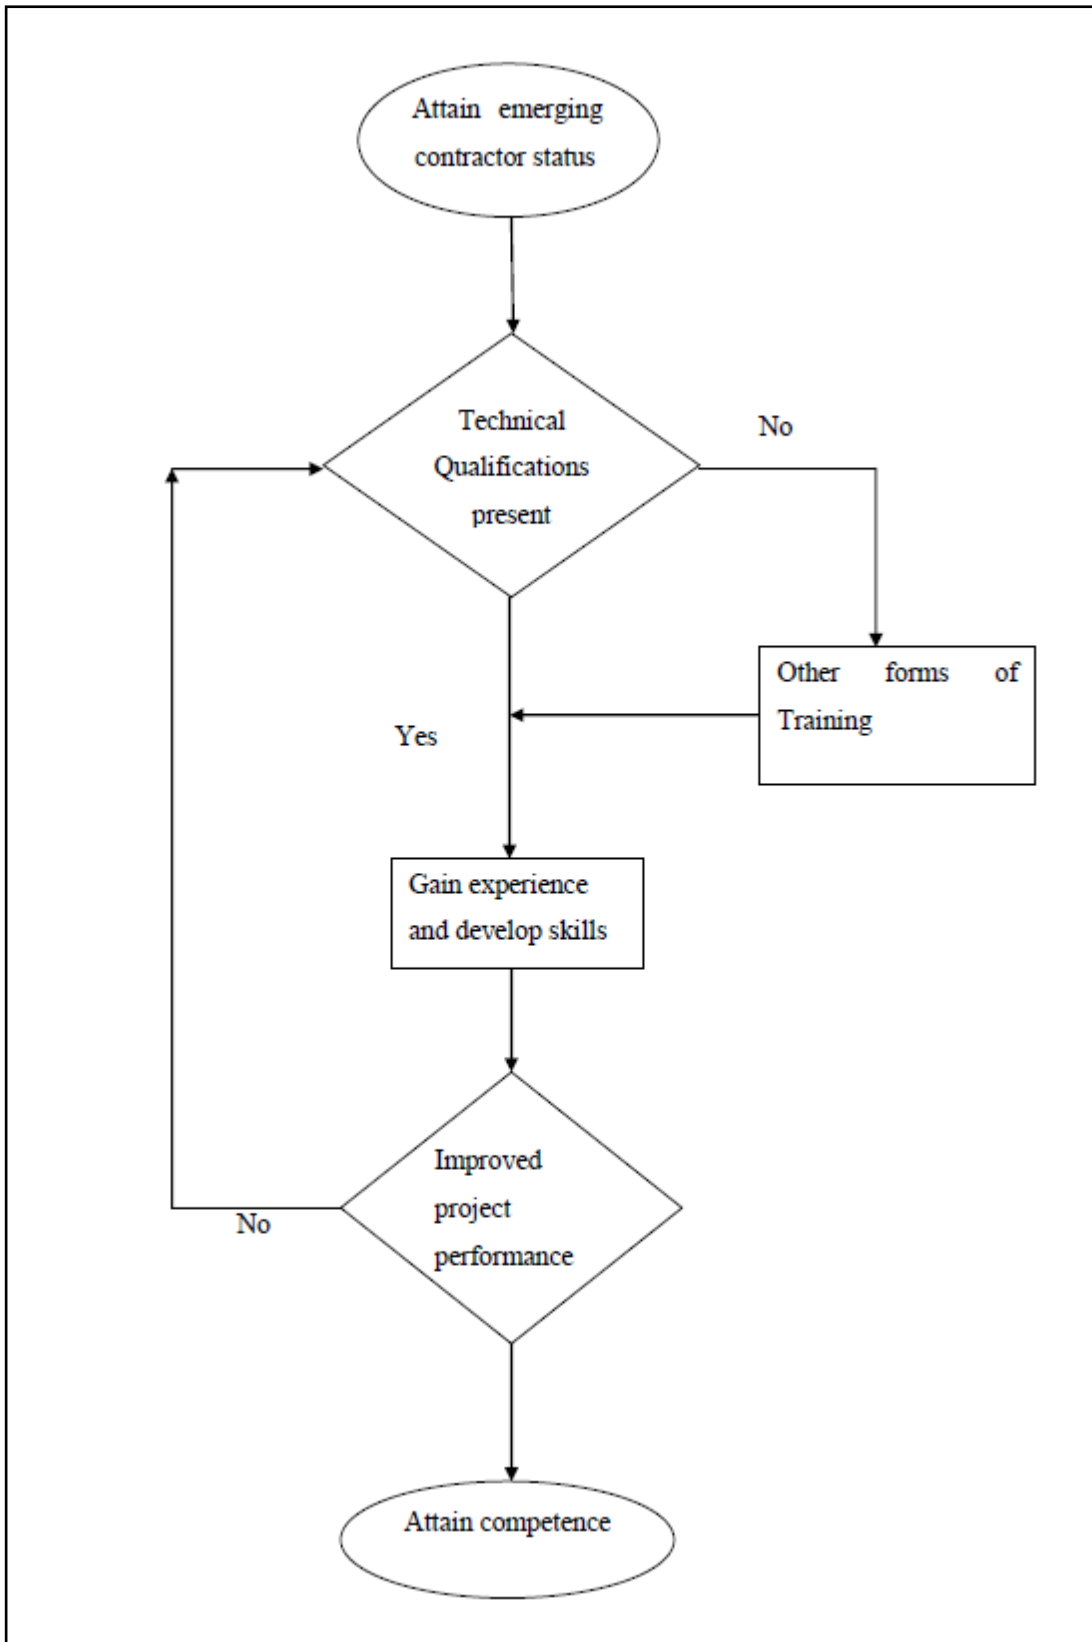 Attain emerging
contractor status
Technical
Qualifications
present
No
Other forms of
Training
Yes
Gain experience
and develop skills
Improved
project
performance
No
Attain competence